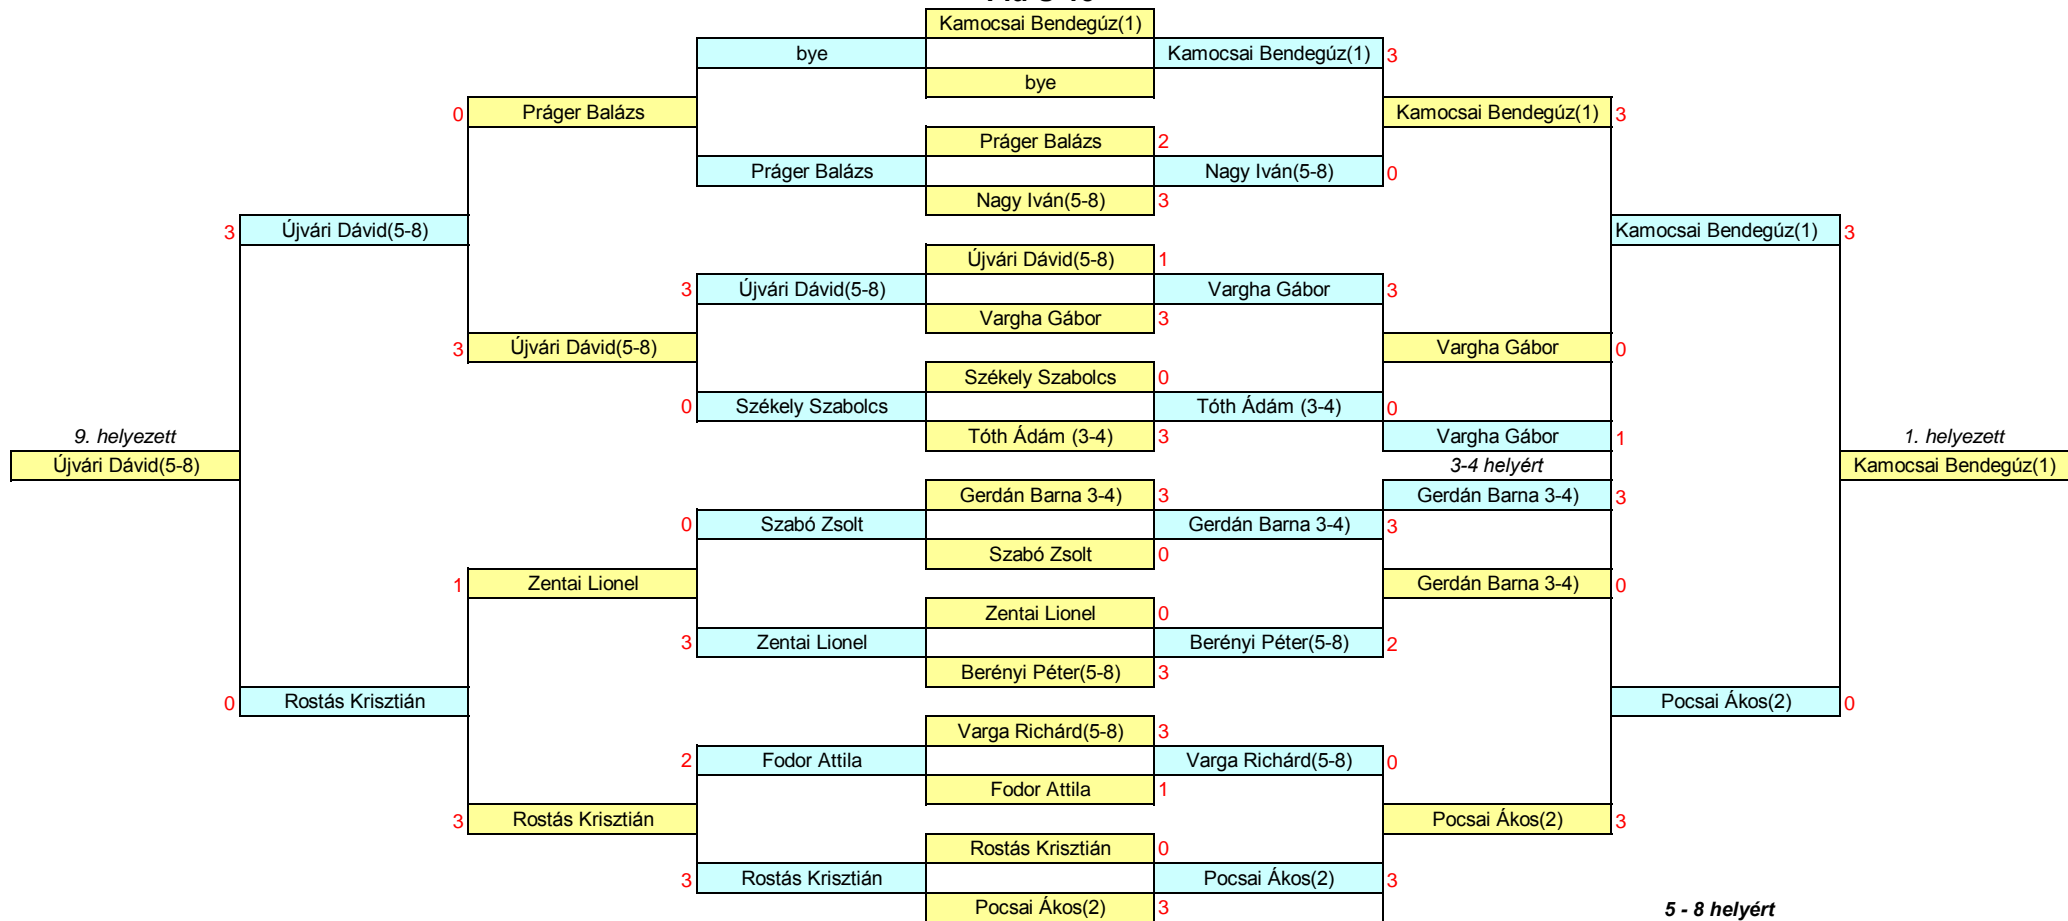 Kamocsai Bendegúz(1)
bye
Kamocsai Bendegúz(1) 3
bye
0 Práger Balázs
Kamocsai Bendegúz(1) 3
Práger Balázs 2
Práger Balázs
Nagy Iván(5-8) 0
Nagy Iván(5-8) 3
3 Újvári Dávid(5-8)
Kamocsai Bendegúz(1) 3
Újvári Dávid(5-8) 1
3 Újvári Dávid(5-8)
Vargha Gábor 3
Vargha Gábor 3
3 Újvári Dávid(5-8)
Vargha Gábor 0
Székely Szabolcs 0
0 Székely Szabolcs
Tóth Ádám (3-4) 0
9. helyezett
Tóth Ádám (3-4) 3
Vargha Gábor 1
1. helyezett
Újvári Dávid(5-8)
3-4 helyért
Kamocsai Bendegúz(1)
Gerdán Barna 3-4) 3
Gerdán Barna 3-4) 3
0 Szabó Zsolt
Gerdán Barna 3-4) 3
Szabó Zsolt 0
1 Zentai Lionel
Gerdán Barna 3-4) 0
Zentai Lionel 0
3 Zentai Lionel
Berényi Péter(5-8) 2
Berényi Péter(5-8) 3
0 Rostás Krisztián
Pocsai Ákos(2) 0
Varga Richárd(5-8) 3
2 Fodor Attila
Varga Richárd(5-8) 0
Fodor Attila 1
3 Rostás Krisztián
Pocsai Ákos(2) 3
Rostás Krisztián 0
3 Rostás Krisztián
Pocsai Ákos(2) 3
Pocsai Ákos(2) 3
5 - 8 helyért